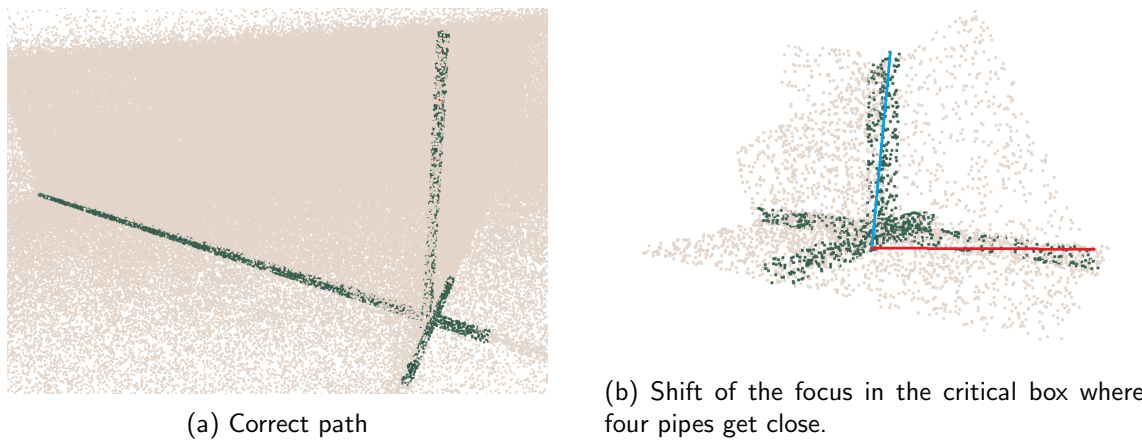 (a) Correct path
(b) Shift of the focus in the critical box where
four pipes get close.